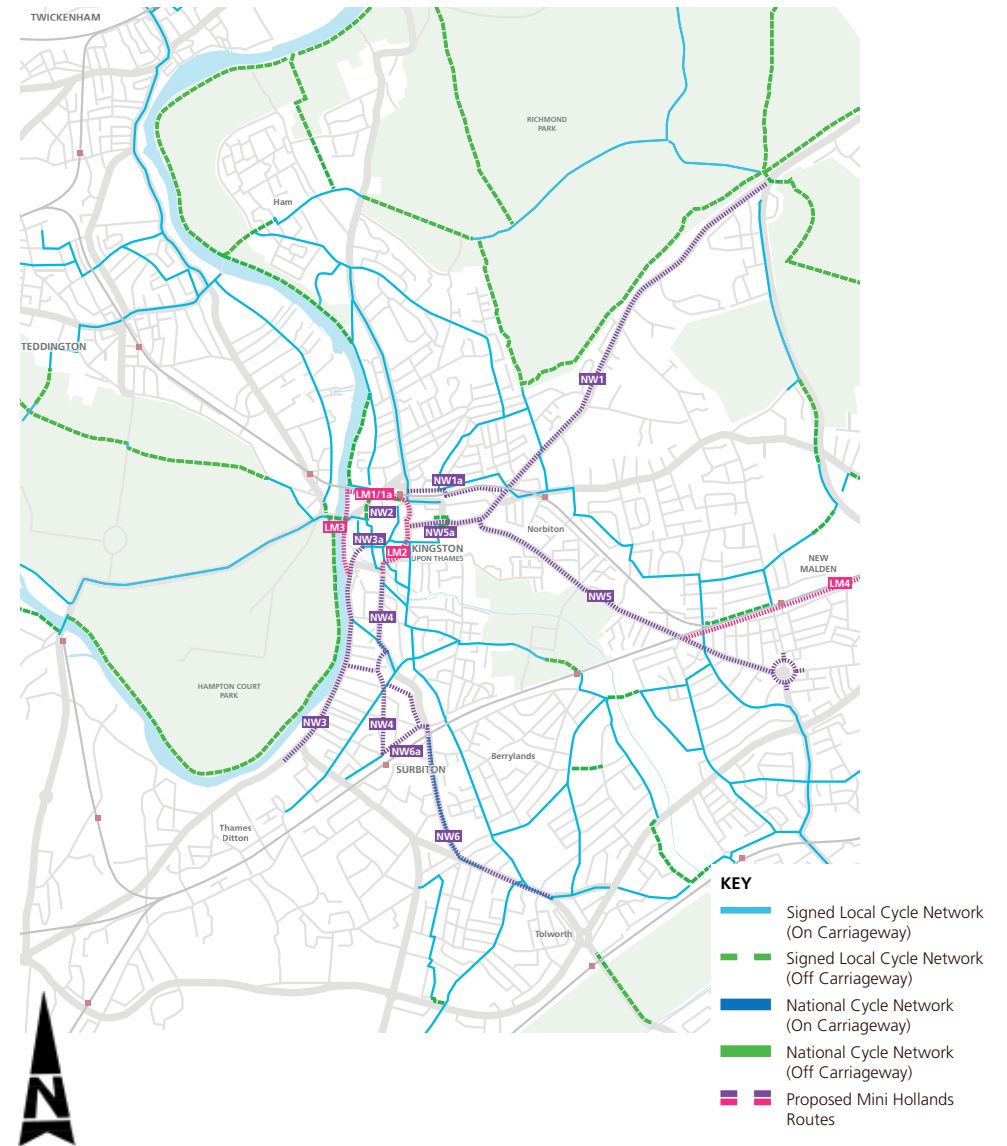 TWICKENHAM
RICHMOND
PARK
Ham
TEDDINGTON
NW1
NW1a
LM1/1a
NW2
LM3
NW5a
Norbiton
NW3a
LM2
KINGSTON
UPON THAMES
NEW
MALDEN
LM4
NW5
NW4
HAMPTON COURT
PARK
NW3
NW4
NW6a
Berrylands
SURBITON
Thames
Ditton
NW6
Tolworth
KEY
Signed Local Cycle Network
(On Carriageway)
Signed Local Cycle Network
(Off Carriageway)
National Cycle Network
(On Carriageway)
National Cycle Network
(Off Carriageway)
Proposed Mini Hollands
Routes
N